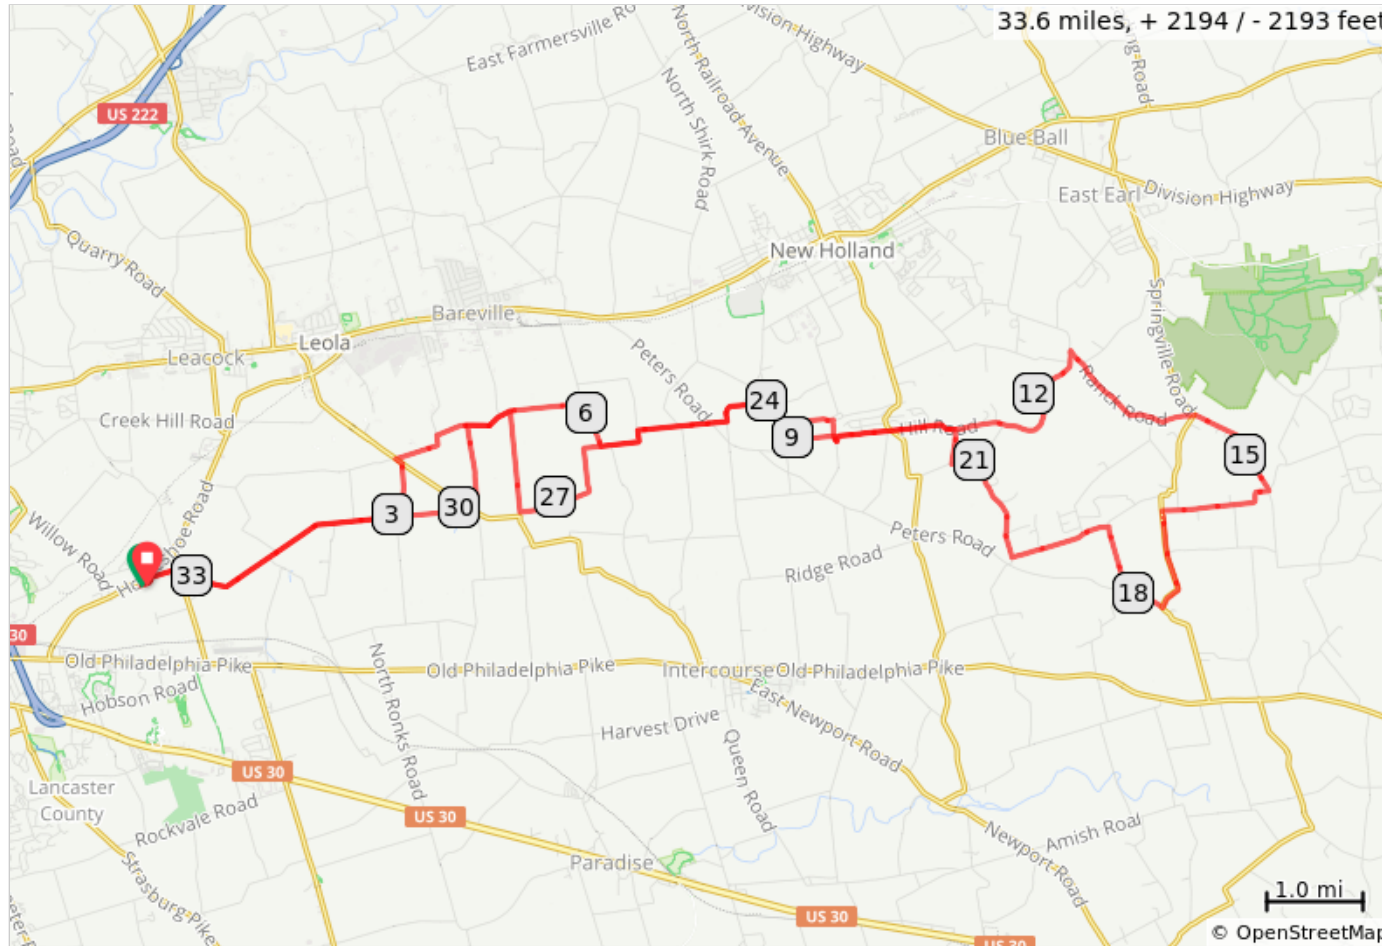 33.6 miles, + 2194 / - 2193 feet
East Farmersville
North Railroad Avenue
Division Highway
Road
US 222
North Shirk Road
Blue Ball
East Earl
Division Highway
Quarry Road
New Holland
Springville Road
Bareville
Leola
Leacock
Peters Road
Creek Hill Road
Ranck Road
12
24
6
9
Hill Road
21
15
3
30
27
Willow Road
Peters Road
Ridge Road
33
18
30
Old Philadelphia Pike
Old Philadelphia Pike
Intercourse
Old Philadelphia Pike
Hobson Road
North Ronks Road
East Newport Road
Harvest Drive
Queen Road
US 30
Lancaster
County
Rockvale Road
US 30
Amish Road
Newport Road
Paradise
Strasburg Pike
1.0 mi
US 30
US 30
© OpenStreetMap